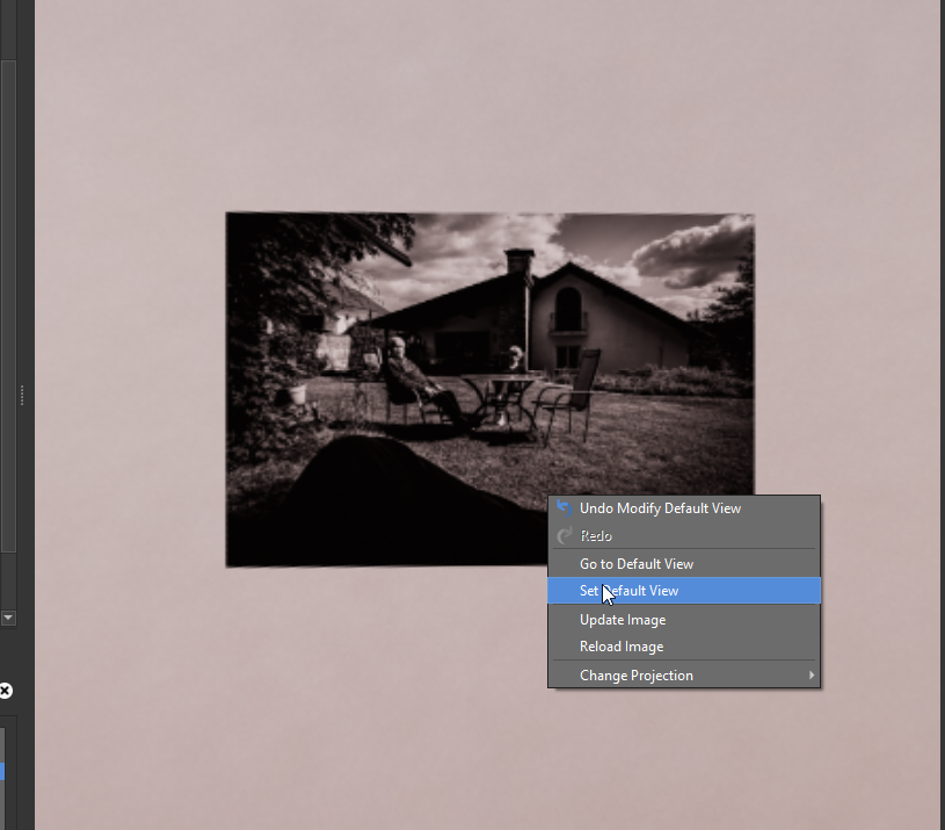 Undo Modify Default View
Redo
Go to Default View
Set Default View
Update Image
Reload Image
Change Projection